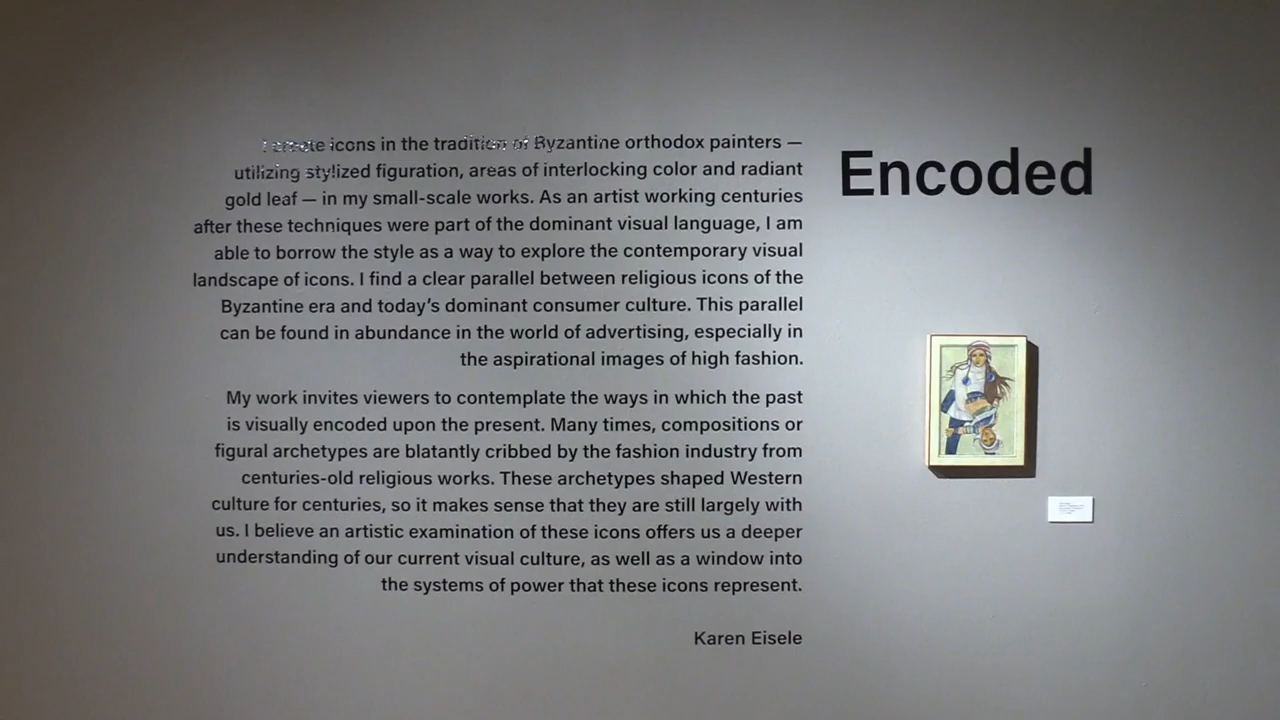 I create icons in the tradition of Byzantine orthodox painters —
utilizing stylized figuration, areas of interlocking color and radiant
gold leaf — in my small-scale works. As an artist working centuries
after these techniques were part of the dominant visual language, I am
able to borrow the style as a way to explore the contemporary visual
landscape of icons. I find a clear parallel between religious icons of the
Byzantine era and today's dominant consumer culture. This parallel
can be found in abundance in the world of advertising, especially in
the aspirational images of high fashion.
My work invites viewers to contemplate the ways in which the past
is visually encoded upon the present. Many times, compositions or
figural archetypes are blatantly cribbed by the fashion industry from
centuries-old religious works. These archetypes shaped Western
culture for centuries, so it makes sense that they are still largely with
us. I believe an artistic examination of these icons offers us a deeper
understanding of our current visual culture, as well as a window into
the systems of power that these icons represent.
Karen Eisele
Encoded